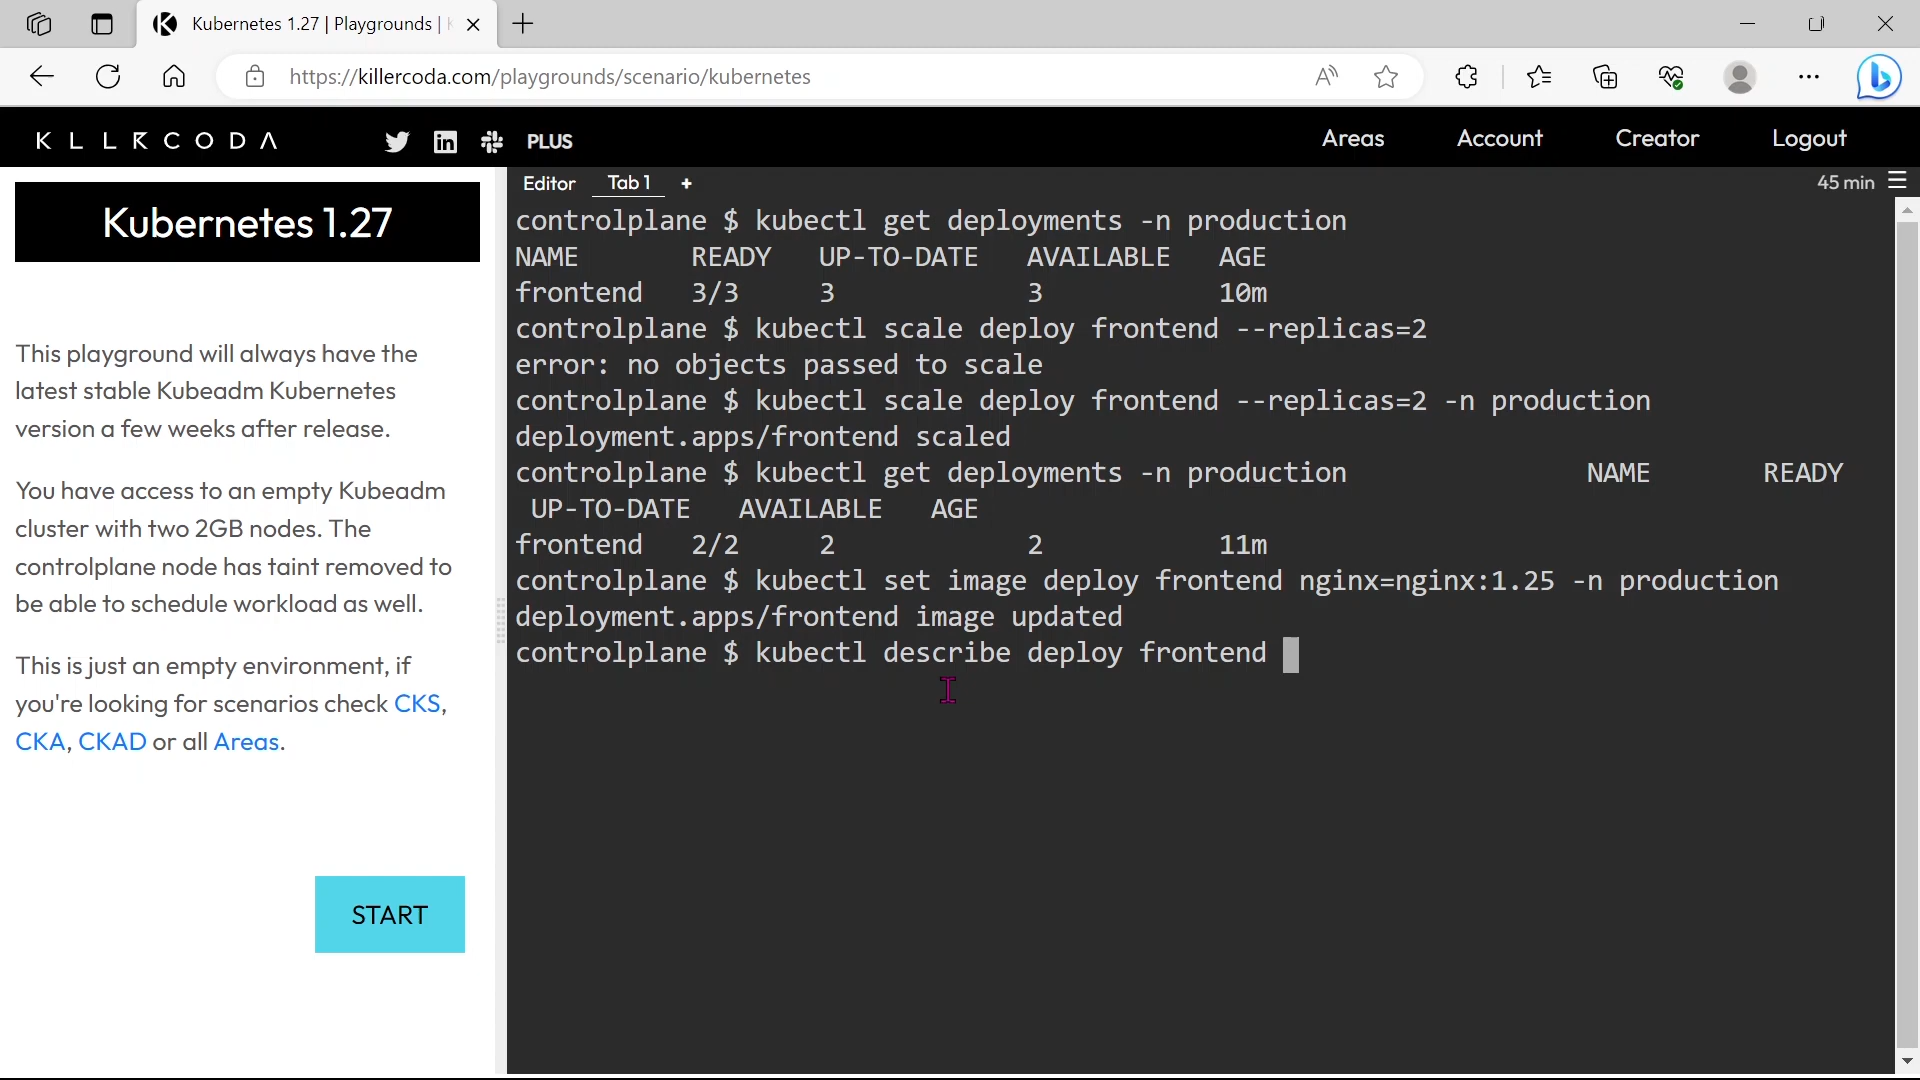 Kubernetes 1.27 | Playgrounds |
https://killercoda.com/playgrounds/scenario/kubernetes
KLLRCODA
PLUS
Areas
Account
Creator
Logout
Kubernetes 1.27
This playground will always have the
latest stable Kubeadm Kubernetes
version a few weeks after release.
You have access to an empty Kubeadm
cluster with two 2GB nodes. The
controlplane node has taint removed to
be able to schedule workload as well.
This is just an empty environment, if
you're looking for scenarios check CKS,
CKA, CKAD or all Areas.
START
Editor Tab 1 +
45 min
controlplane $ kubectl get deployments -n production
NAME READY UP-TO-DATE AVAILABLE AGE
frontend 3/3 3 3 10m
controlplane $ kubectl scale deploy frontend --replicas=2
error: no objects passed to scale
controlplane $ kubectl scale deploy frontend --replicas=2 -n production
deployment.apps/frontend scaled
controlplane $ kubectl get deployments -n production NAME READY
UP-TO-DATE AVAILABLE AGE
frontend 2/2 2 2 11m
controlplane $ kubectl set image deploy frontend nginx=nginx:1.25 -n production
deployment.apps/frontend image updated
controlplane $ kubectl describe deploy frontend